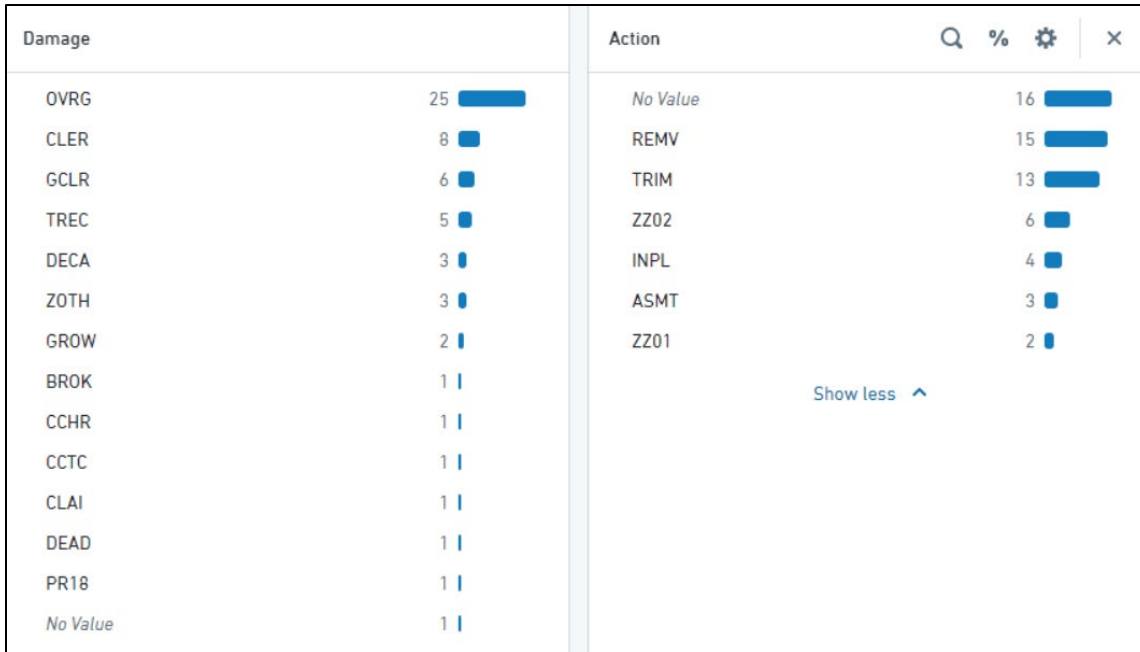 Damage
OVRG 25
CLER 8
GCLR 6
TREC 5
DECA 3
ZOTH 3
GROW 2
BROK 1
CCHR 1
CCTC 1
CLAI 1
DEAD 1
PR18 1
No Value 1
Action %
No Value 16
REMV 15
TRIM 13
ZZ02 6
INPL 4
ASMT 3
ZZ01 2
Show less